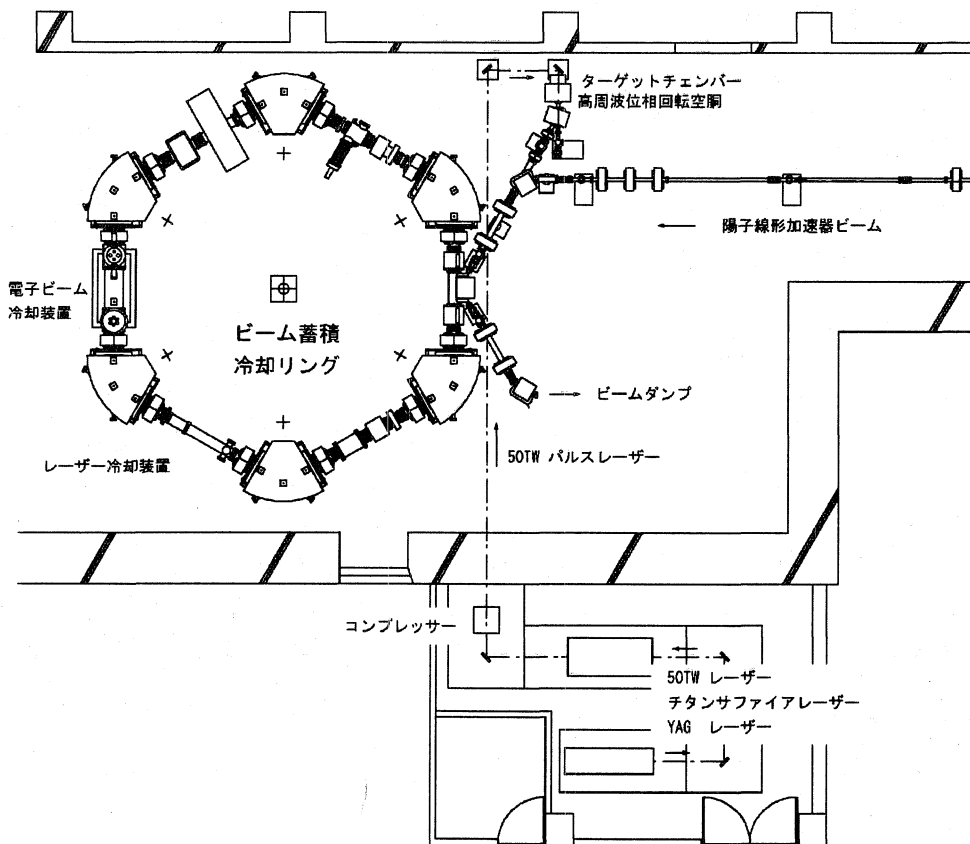 ターゲットチェンバー
高周波位相回転空胴
陽子線形加速器ビーム
電子ビーム
冷却装置
ビーム蓄積
冷却リング
ビームダンプ
レーザー冷却装置
50TW パルスレーザー
コンプレッサー
50TW レーザー
チタンサファイアレーザー
YAG レーザー